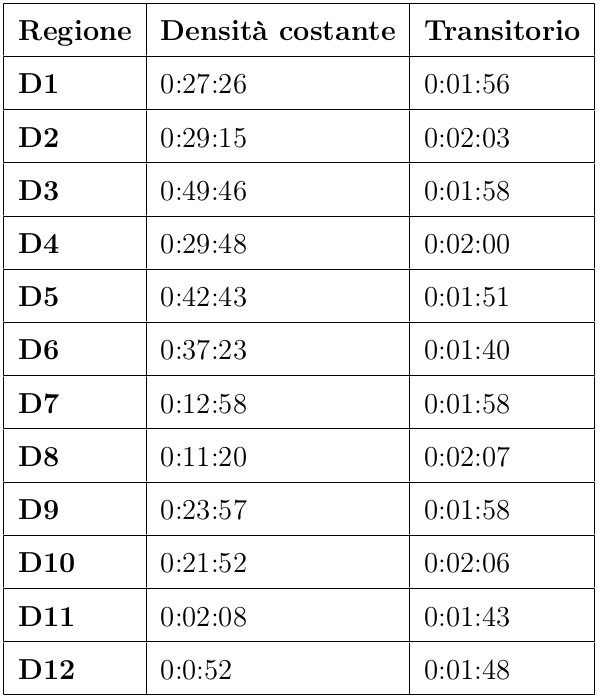 Regione Densità costante Transitorio
D1 0:27:26 0:01:56
D2 0:29:15 0:02:03
D3 0:49:46 0:01:58
D4 0:29:48 0:02:00
D5 0:42:43 0:01:51
D6 0:37:23 0:01:40
D7 0:12:58 0:01:58
D8 0:11:20 0:02:07
D9 0:23:57 0:01:58
D10 0:21:52 0:02:06
D11 0:02:08 0:01:43
D12 0:0:52 0:01:48